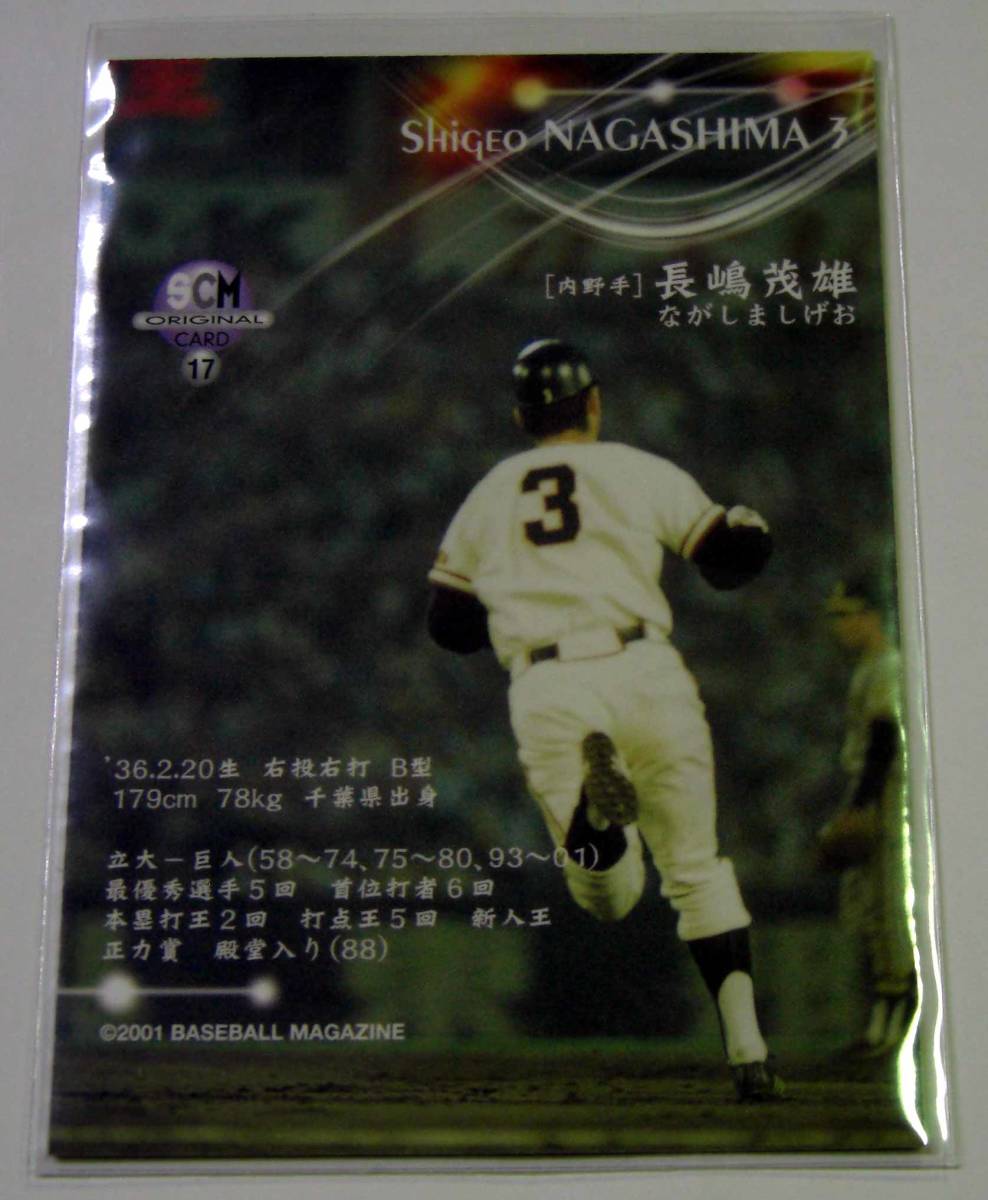 Shigeo NAGASHIMA 3
SCM
ORIGINAL
CARD
17
[内野手] 長嶋茂雄
ながしましげお
3
'36.2.20生 右投右打 B型
179cm 78kg 千葉県出身
立大－巨人(58～74、75～80、93～01)
最優秀選手5回 首位打者6回
本塁打王2回 打点王5回 新人王
正力賞 殿堂入り(88)
©2001 BASEBALL MAGAZINE